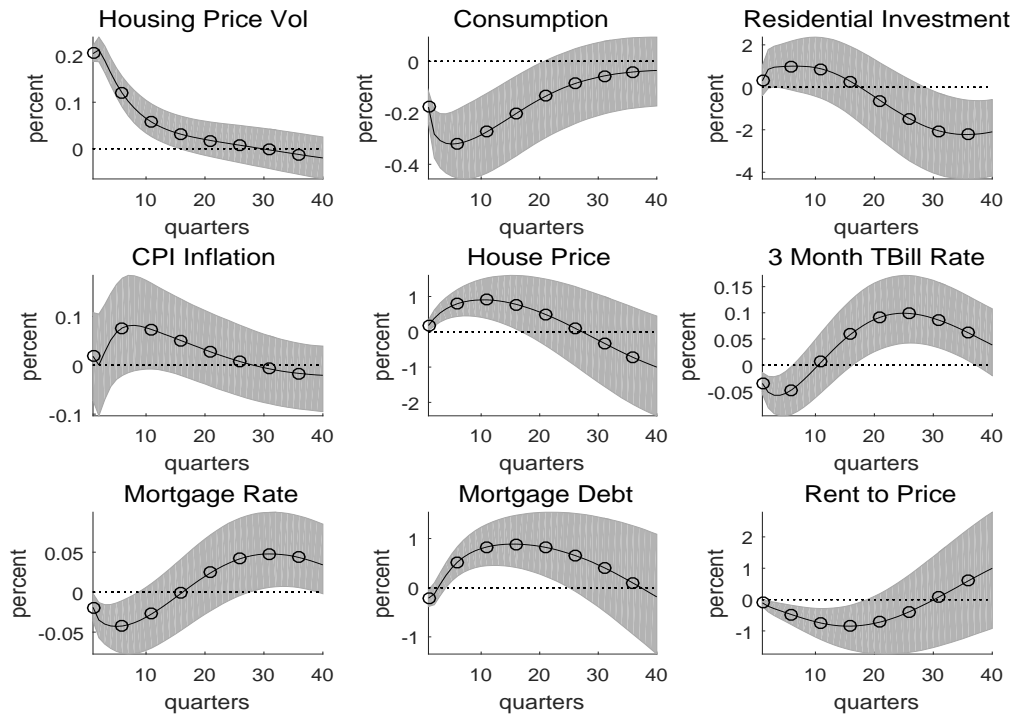 Housing Price Vol
percent
0.2
0.1
0
10 20 30 40
quarters
Consumption
percent
0
-0.2
-0.4
10 20 30 40
quarters
Residential Investment
percent
2
0
-2
-4
10 20 30 40
quarters
CPI Inflation
percent
0.1
0
-0.1
10 20 30 40
quarters
House Price
percent
1
0
-1
-2
10 20 30 40
quarters
3 Month TBill Rate
percent
0.15
0.1
0.05
0
-0.05
10 20 30 40
quarters
Mortgage Rate
percent
0.05
0
-0.05
10 20 30 40
quarters
Mortgage Debt
percent
1
0
-1
10 20 30 40
quarters
Rent to Price
percent
2
1
0
-1
10 20 30 40
quarters